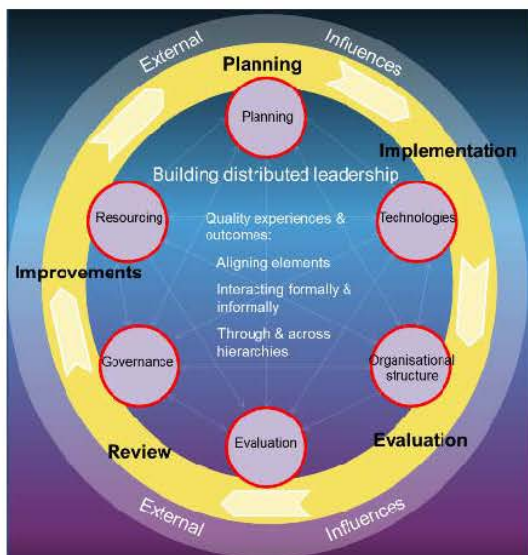 External
Influences
Planning
Planning
Implementation
Building distributed leadership
Resourcing
Technologies
Quality experiences &
outcomes:
Aligning elements
Improvements
Interacting formally &
informally
Through & across
hierarchies
Governance
Organisational
structure
Evaluation
Evaluation
Review
External
Influences